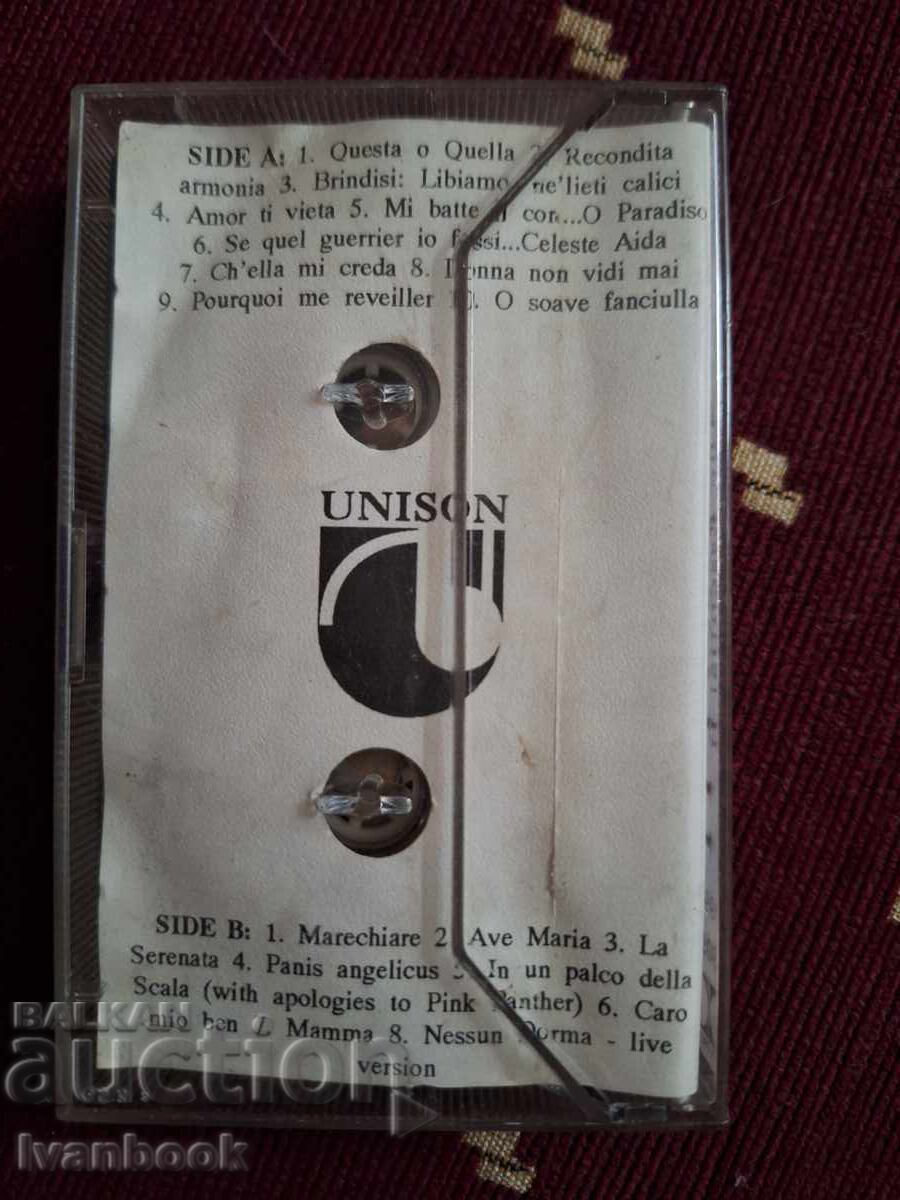 SIDE A: 1. Questa o Quella 2. Recondita
armonia 3. Brindisi: Libiamo ne'lieti calici
4. Amor ti vieta 5. Mi batte il cor...O Paradiso
6. Se quel guerrier io fossi...Celeste Aida
7. Ch'ella mi creda 8. Donna non vidi mai
9. Pourquoi me reveiller 10. O soave fanciulla
UNISON
SIDE B: 1. Marechiare 2. Ave Maria 3. La
Serenata 4. Panis angelicus 5. In un palco della
Scala (with apologies to Pink Panther) 6. Caro
mio ben 7. Mamma 8. Nessun Dorma - live
version
BALKAN
auction
Ivanbook